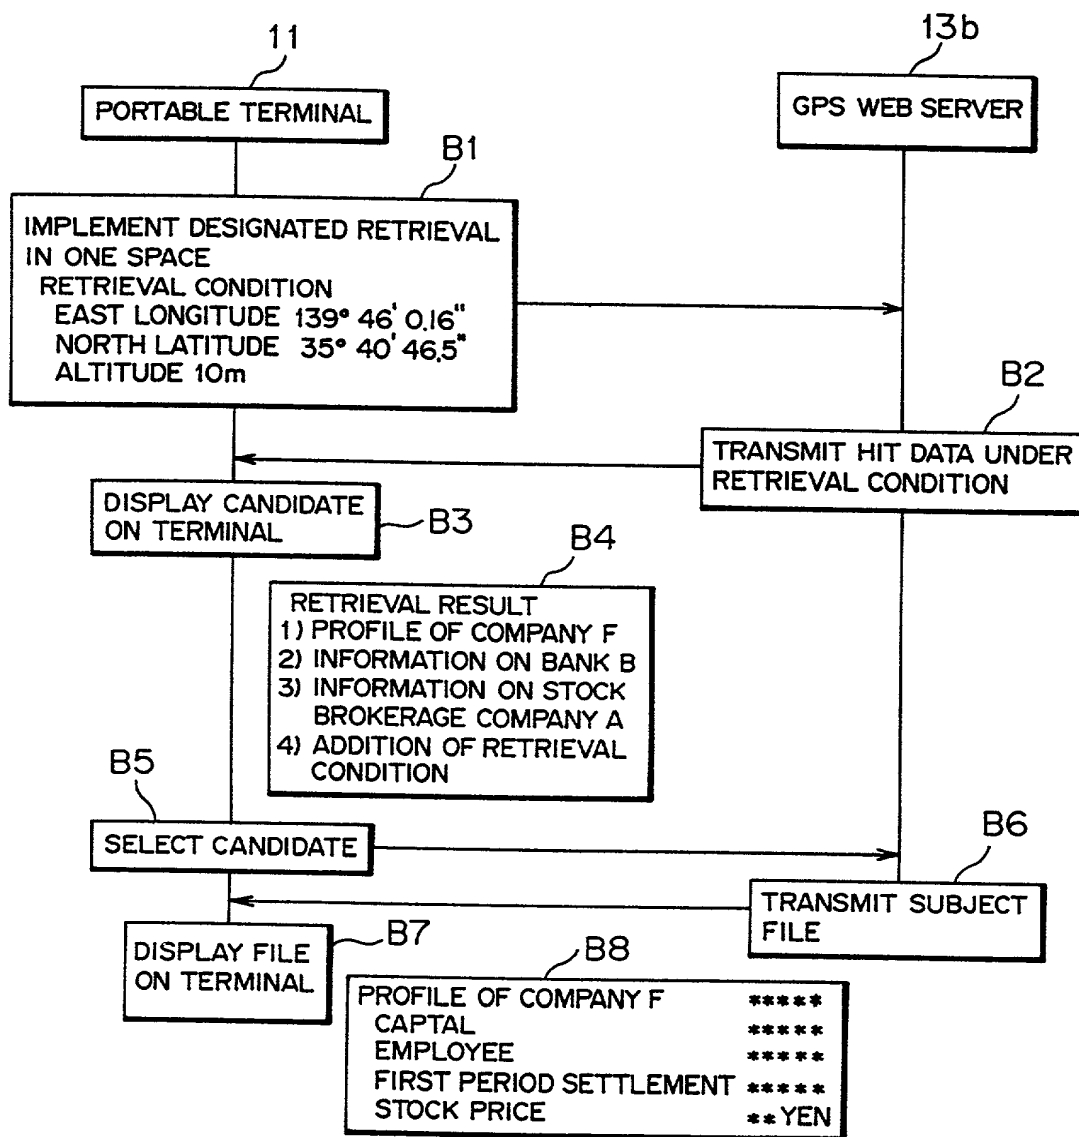 11
13b
PORTABLE TERMINAL
GPS WEB SERVER
B1
IMPLEMENT DESIGNATED RETRIEVAL
IN ONE SPACE
RETRIEVAL CONDITION
EAST LONGITUDE 139° 46' 0.16"
NORTH LATITUDE 35° 40' 46.5"
ALTITUDE 10m
B2
TRANSMIT HIT DATA UNDER
RETRIEVAL CONDITION
DISPLAY CANDIDATE
ON TERMINAL
B3
B4
RETRIEVAL RESULT
1) PROFILE OF COMPANY F
2) INFORMATION ON BANK B
3) INFORMATION ON STOCK
BROKERAGE COMPANY A
4) ADDITION OF RETRIEVAL
CONDITION
B5
SELECT CANDIDATE
B6
TRANSMIT SUBJECT
FILE
DISPLAY FILE
ON TERMINAL
B7
B8
PROFILE OF COMPANY F *****
CAPTAL *****
EMPLOYEE *****
FIRST PERIOD SETTLEMENT *****
STOCK PRICE **YEN